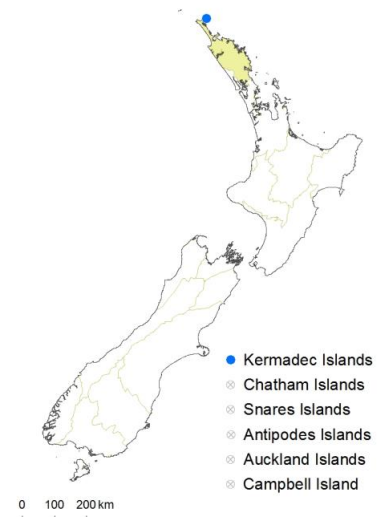 Kermadec Islands
Chatham Islands
Snares Islands
Antipodes Islands
Auckland Islands
Campbell Island
0 100 200 km